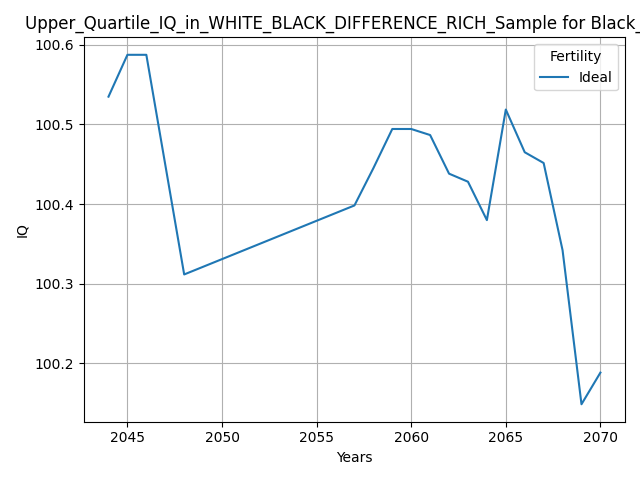 Upper_Quartile_IQ_in_WHITE_BLACK_DIFFERENCE_RICH_Sample for Black_
100.6
Fertility
Ideal
100.5
100.4
IQ
100.3
100.2
2045 2050 2055 2060 2065 2070
Years